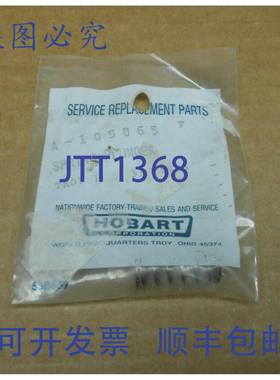 盗图必究
SERVICE REPLACEMENT PARTS
A-105065
JTT1368
NATIONWIDE FACTORY-TRAINED SALES AND SERVICE
HOBART
CORPORATION
WORLD HEADQUARTERS TROY, OHIO 45374
可开发票 顺丰包邮